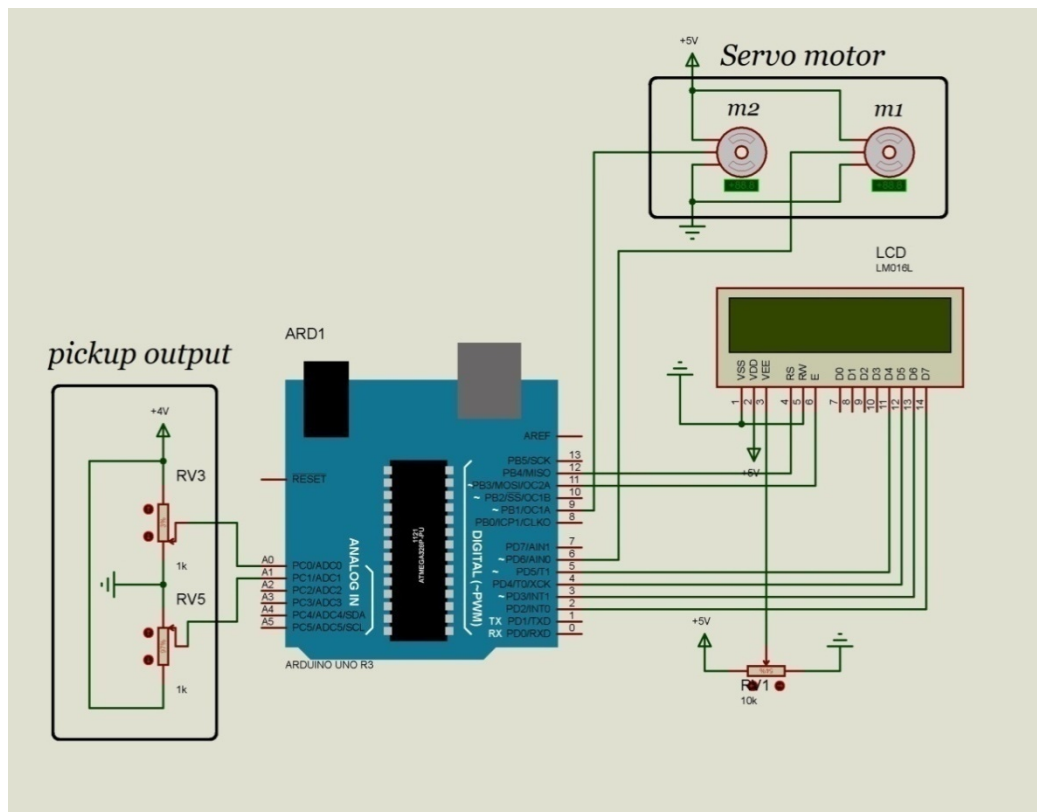 +5V
Servo motor
m2
m1
LCD
LM016L
VSS
VDD
VEE
RS
RW
E
D0
D1
D2
D3
D4
D5
D6
D7
1
2
3
4
5
6
7
8
9
10
11
12
13
14
+5V
ARD1
pickup output
+4V
RV3
1k
RV5
1k
RESET
AREF
PB5/SCK 13
PB4/MISO 12
~PB3/MOSI/OC2A 11
~ PB2/SS/OC1B 10
~ PB1/OC1A 9
PB0/ICP1/CLKO 8
PD7/AIN1 7
~ PD6/AIN0 6
~ PD5/T1 5
PD4/T0/XCK 4
~ PD3/INT1 3
PD2/INT0 2
TX PD1/TXD 1
RX PD0/RXD 0
A0 PC0/ADC0
A1 PC1/ADC1
A2 PC2/ADC2
A3 PC3/ADC3
A4 PC4/ADC4/SDA
A5 PC5/ADC5/SCL
ANALOG IN
1121
ATMEGA328P-PU
DIGITAL (~PWM)
ARDUINO UNO R3
+5V
RV1
10k